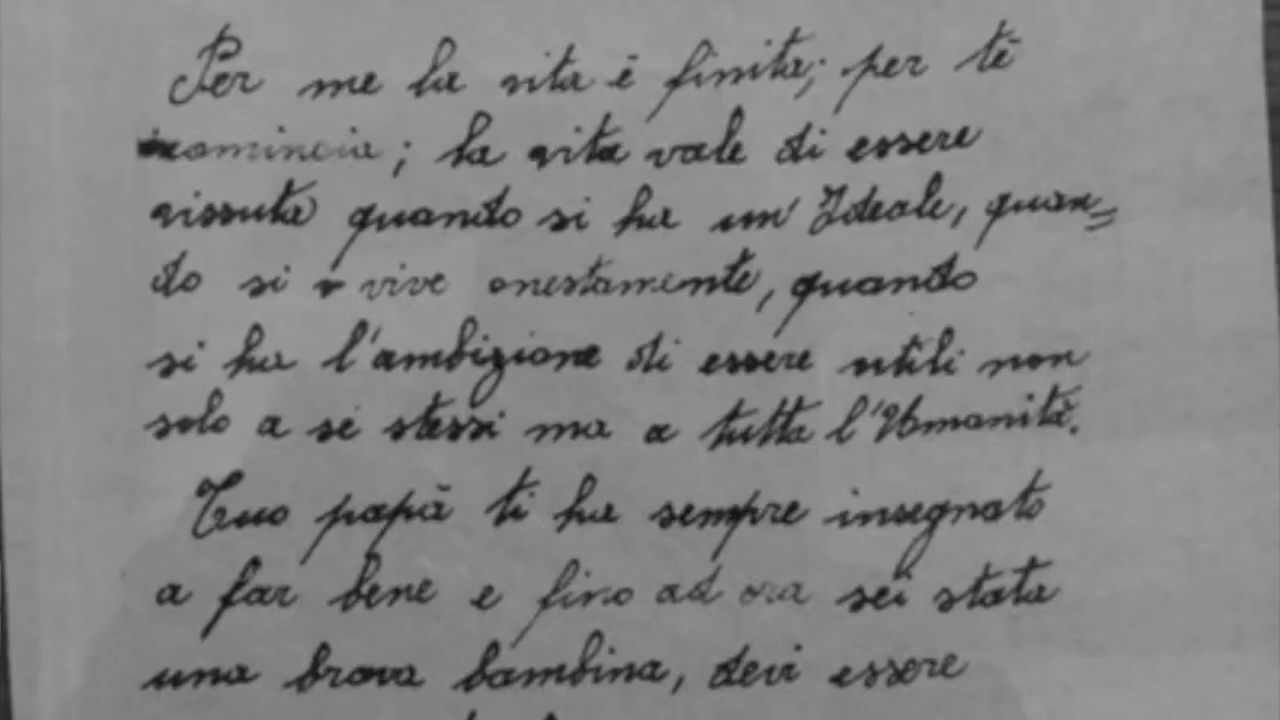 Per me la vita è finita; per tè
incomincia; la vita vale di essere
vissuta quando si ha un'Ideale, quan=
do si v vive onestamente, quando
si ha l'ambizione di essere utili non
solo a sé stessi ma a tutta l'Umanità.
Tuo papà ti ha sempre insegnato
a far bene e fino ad ora sei stata
una brava bambina, devi essere